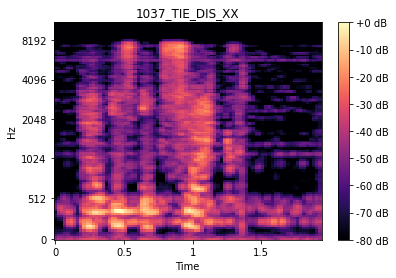 1037_TIE_DIS_XX
+0 dB
8192
-10 dB
4096
-20 dB
-30 dB
2048
Hz
-40 dB
1024
-50 dB
512
-60 dB
-70 dB
0
-80 dB
0 0.5 1 1.5
Time